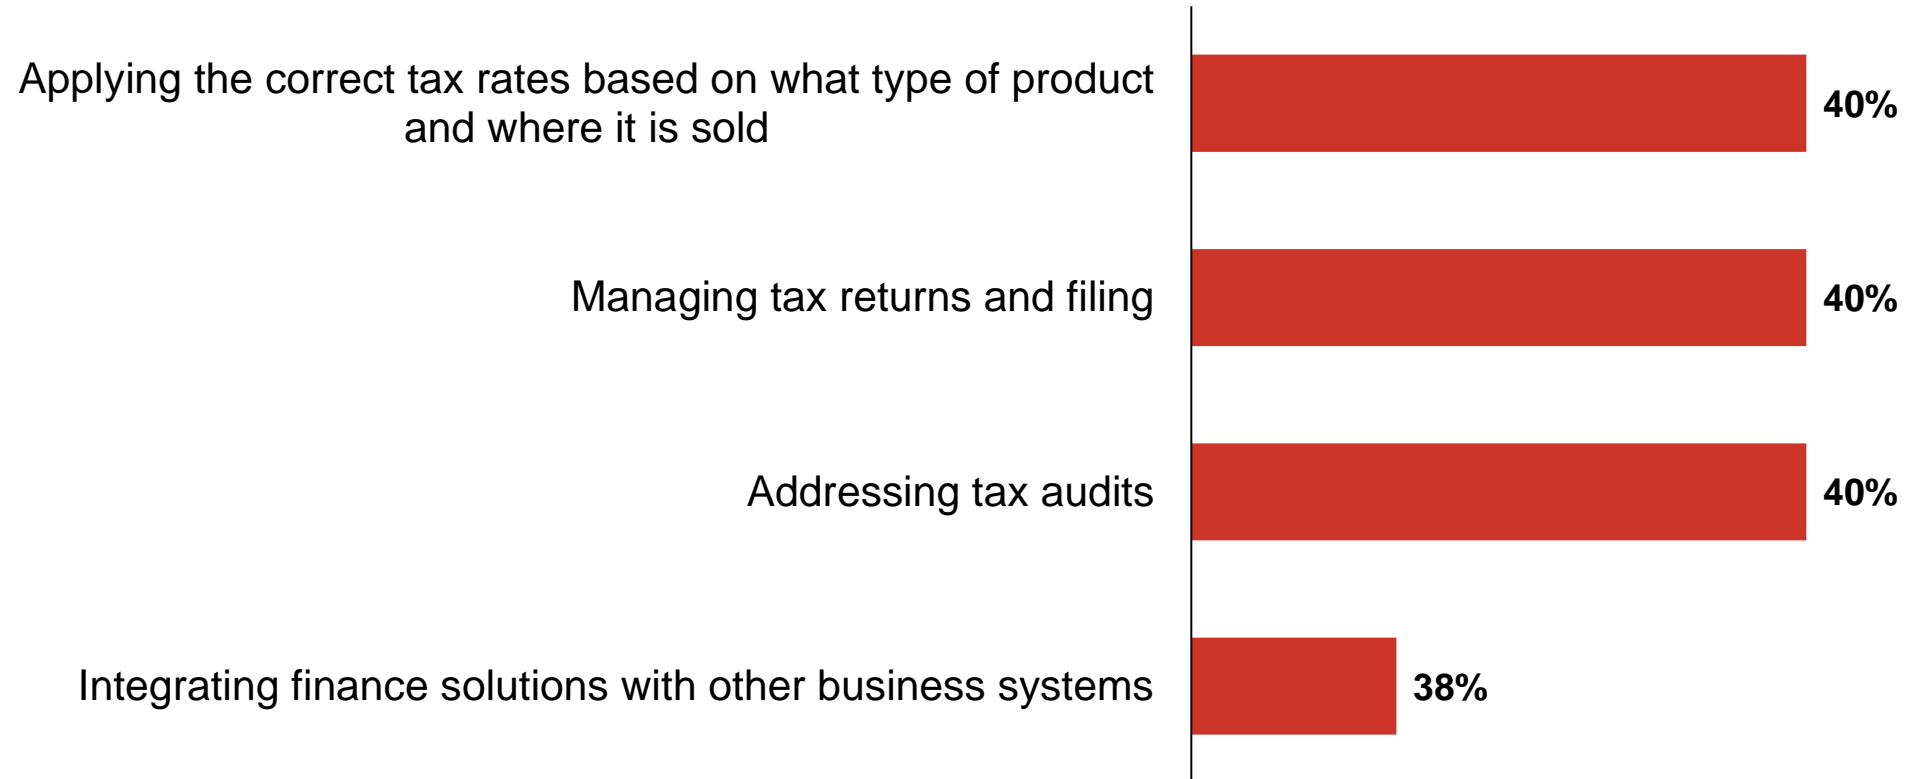 Applying the correct tax rates based on what type of product
and where it is sold
40%
Managing tax returns and filing
40%
Addressing tax audits
40%
Integrating finance solutions with other business systems
38%